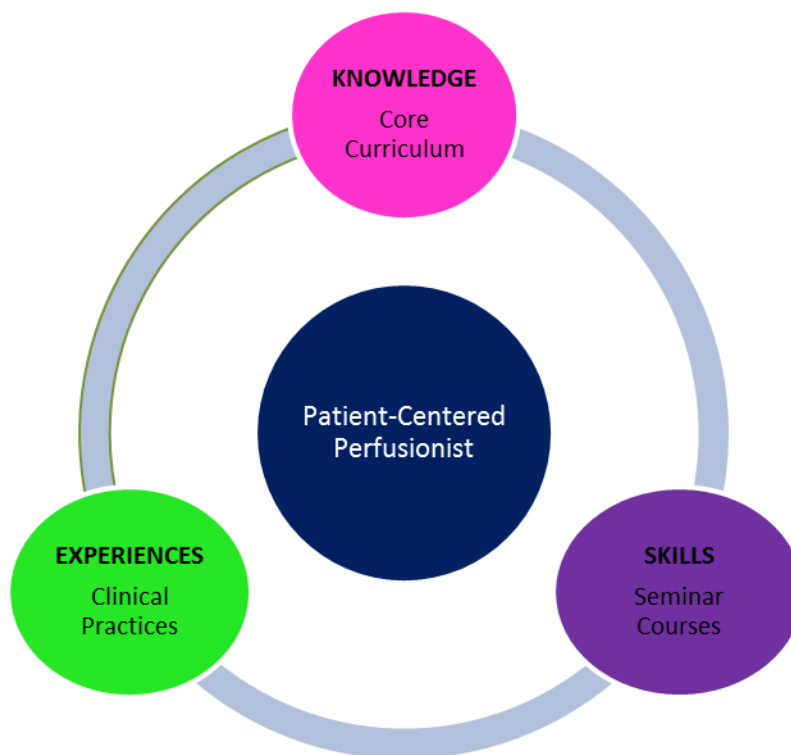 KNOWLEDGE
Core
Curriculum
Patient-Centered
Perfusionist
EXPERIENCES
Clinical
Practices
SKILLS
Seminar
Courses